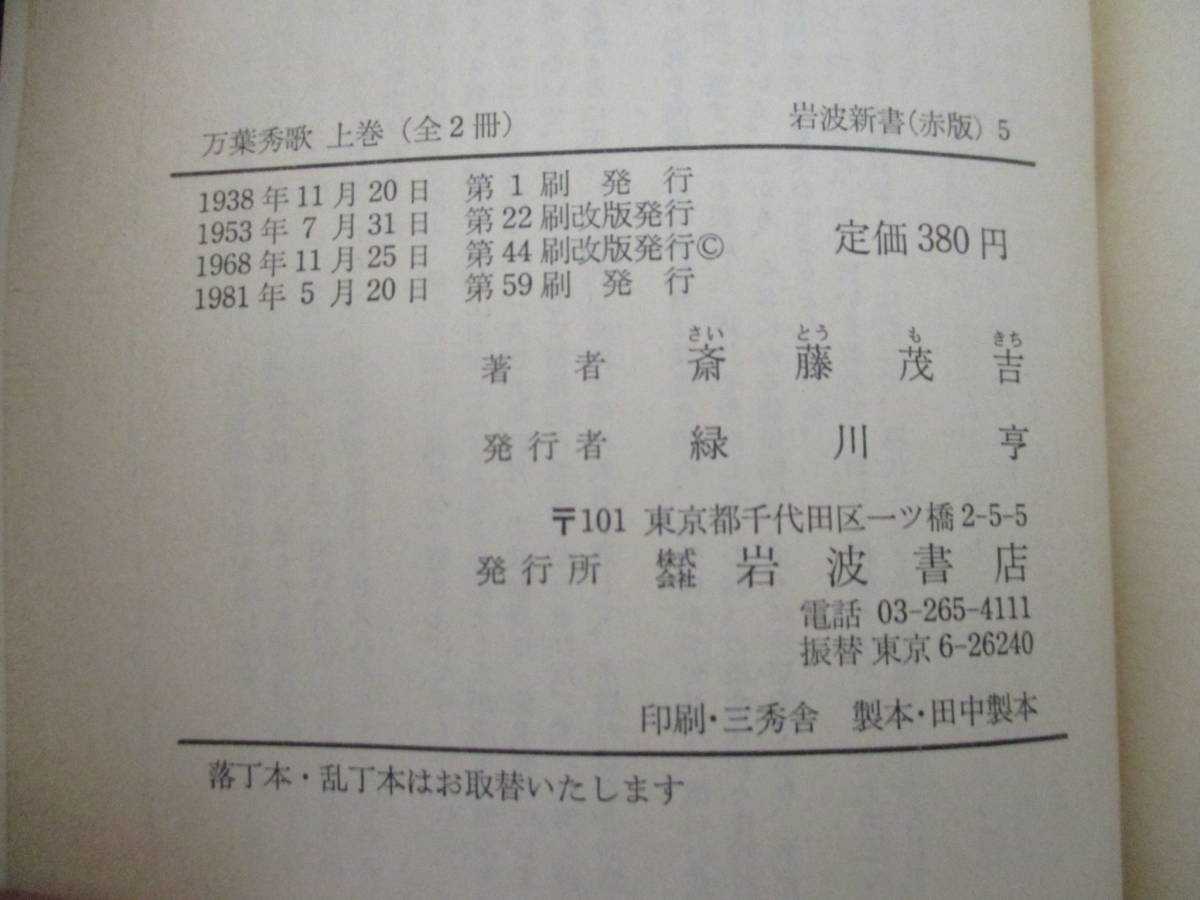 万葉秀歌 上巻（全2冊） 岩波新書（赤版）5
1938年11月20日 第1刷発行
1953年7月31日 第22刷改版発行
1968年11月25日 第44刷改版発行©
1981年5月20日 第59刷発行
定価380円
さい とう も きち
著者 斎藤茂吉
発行者 緑川亨
〒101 東京都千代田区一ツ橋2-5-5
発行所 株式会社 岩波書店
電話 03-265-4111
振替 東京6-26240
印刷・三秀舎 製本・田中製本
落丁本・乱丁本はお取替いたします